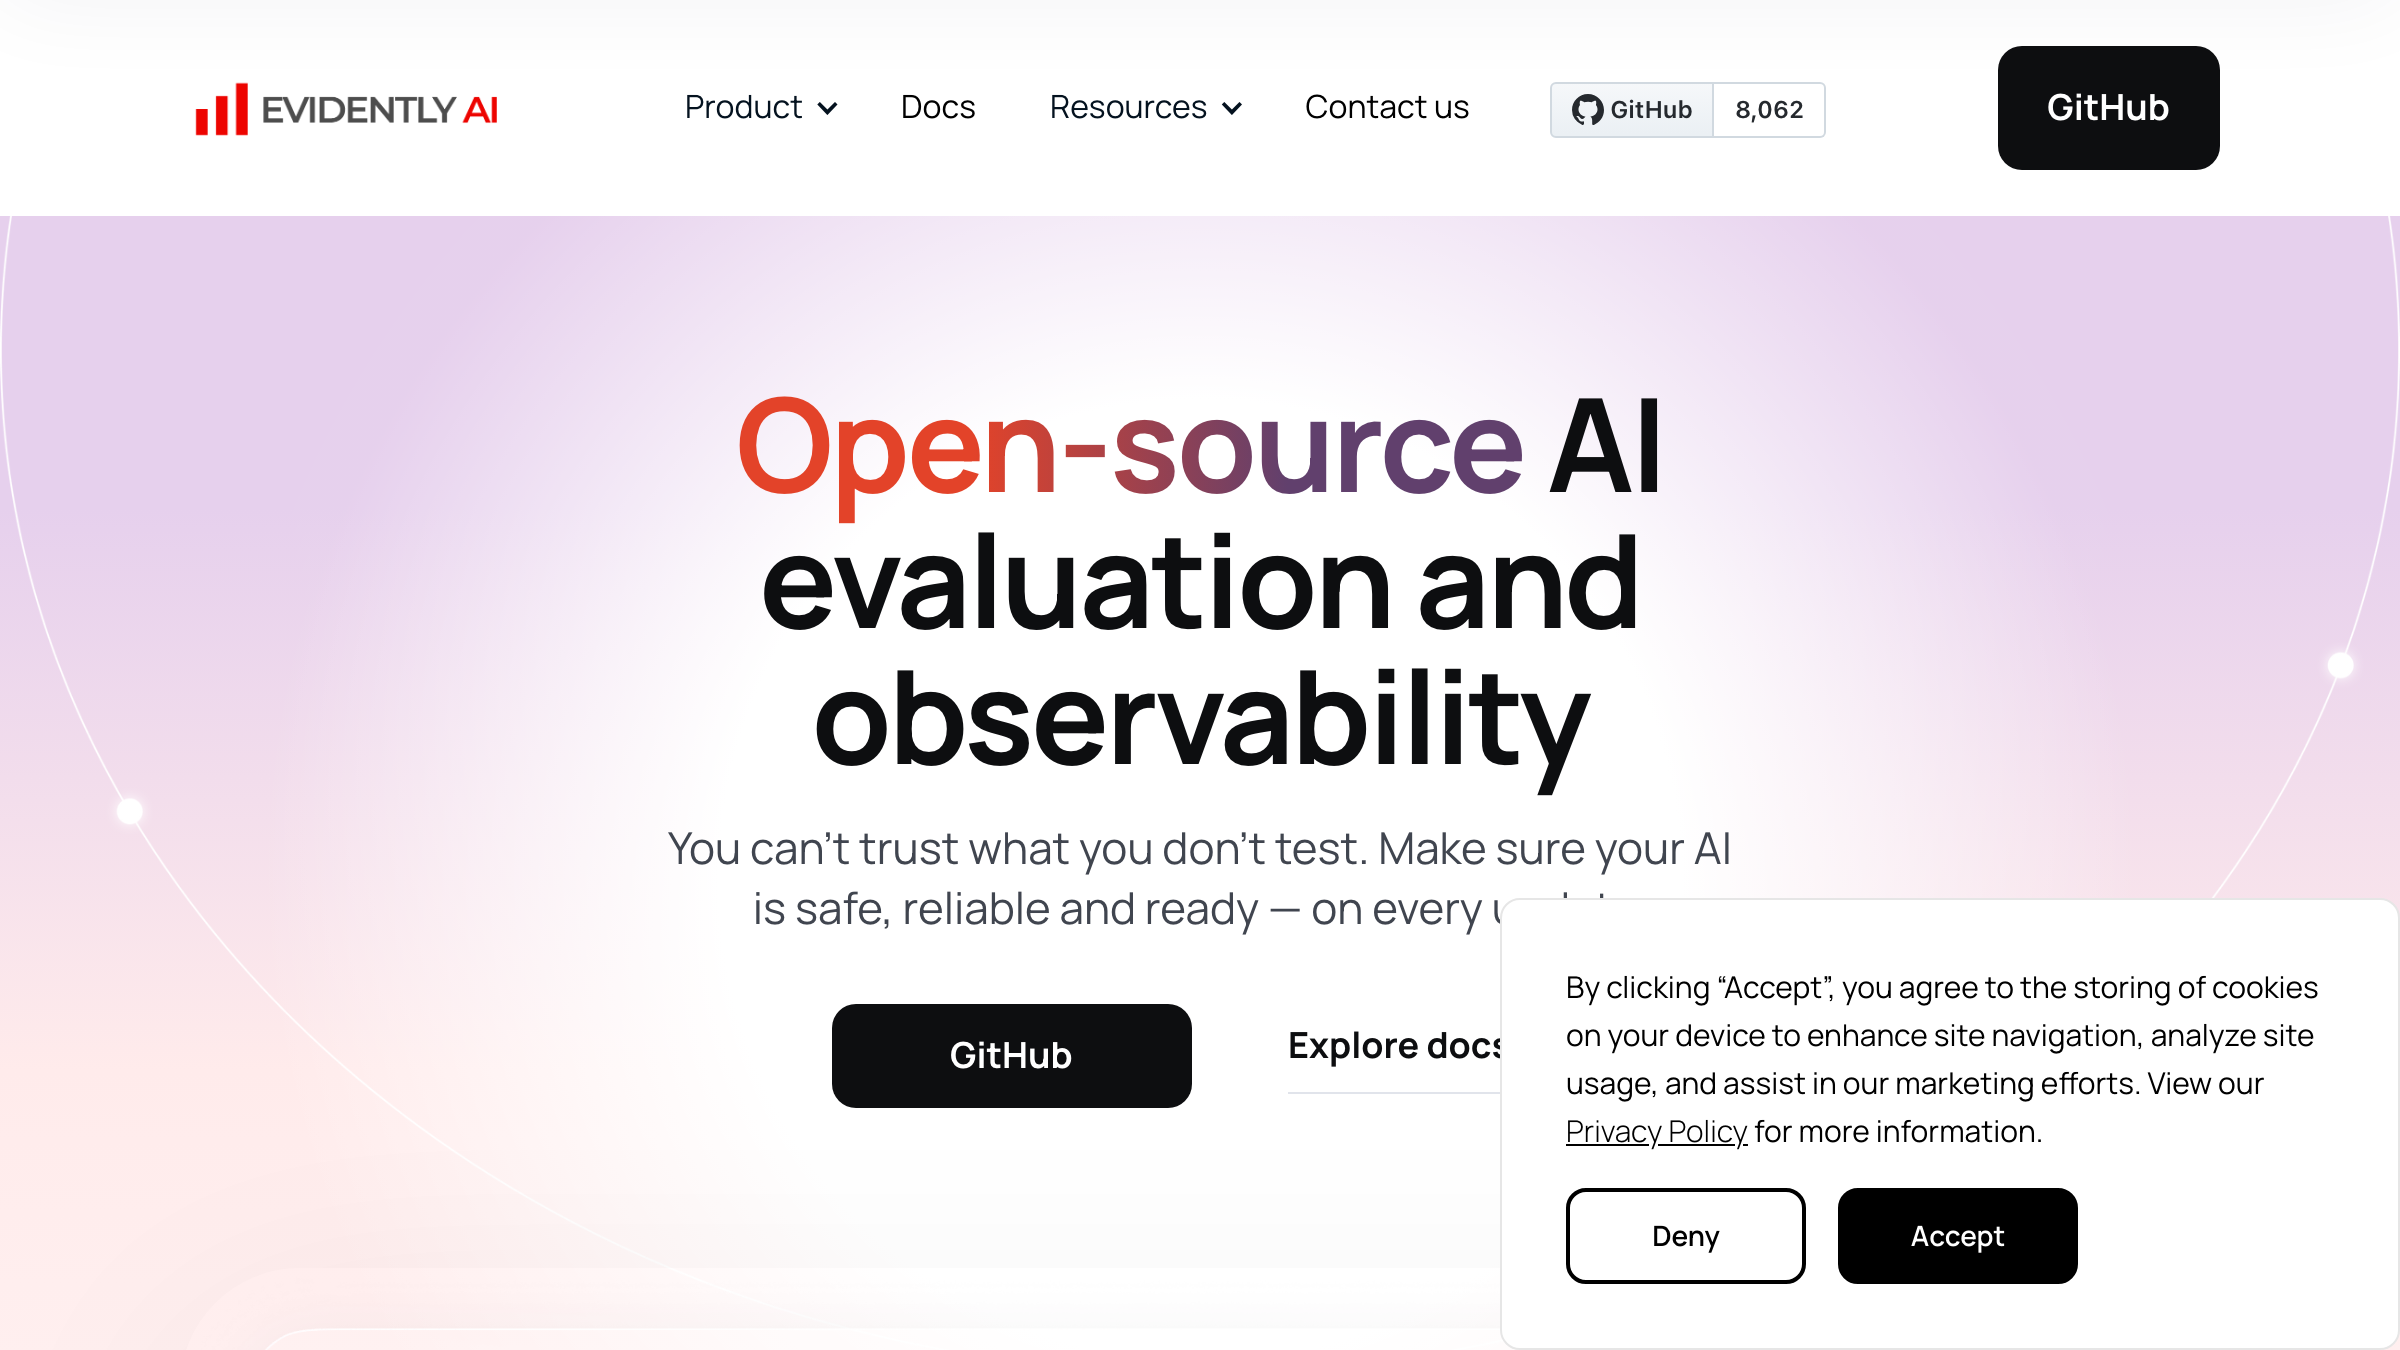 EVIDENTLY AI
Product
Docs
Resources
Contact us
GitHub 8,062
GitHub
Open-source AI
evaluation and
observability
You can’t trust what you don’t test. Make sure your AI
is safe, reliable and ready — on every
GitHub
Explore docs
By clicking “Accept”, you agree to the storing of cookies
on your device to enhance site navigation, analyze site
usage, and assist in our marketing efforts. View our
Privacy Policy for more information.
Deny
Accept